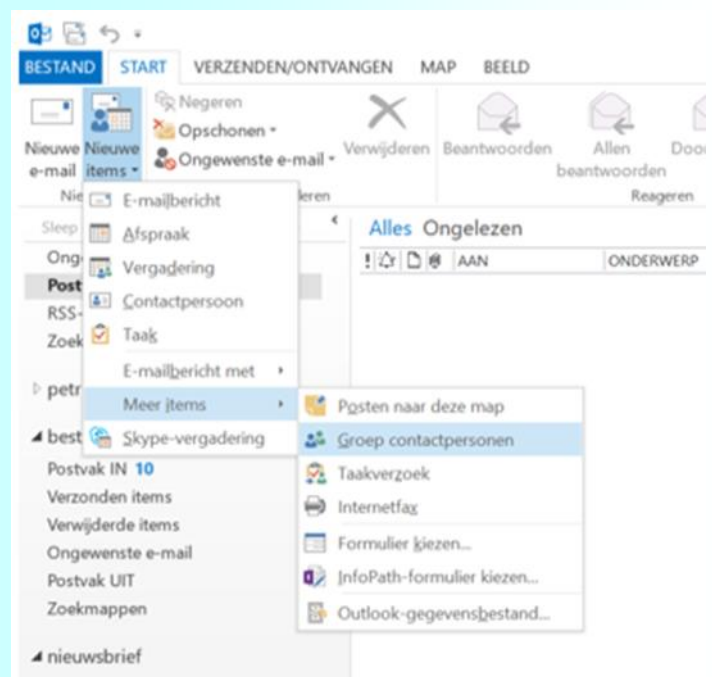 BESTAND START VERZENDEN/ONTVANGEN MAP BEELD
Negeren
Opschonen
Ongewenste e-mail
Nieuwe e-mail
Nieuwe items
Verwijderen
Beantwoorden
Allen beantwoorden
Reageren
E-mailbericht
Afspraak
Vergadering
Contactpersoon
Taak
E-mailbericht met
Meer items
Skype-vergadering
Posten naar deze map
Groep contactpersonen
Taakverzoek
Internetfax
Formulier kiezen...
InfoPath-formulier kiezen...
Outlook-gegevensbestand...
Alles Ongelezen
AAN ONDERWERP
Sleep
Postvak IN 10
Verzonden items
Verwijderde items
Ongewenste e-mail
Postvak UIT
Zoekmappen
nieuwsbrief